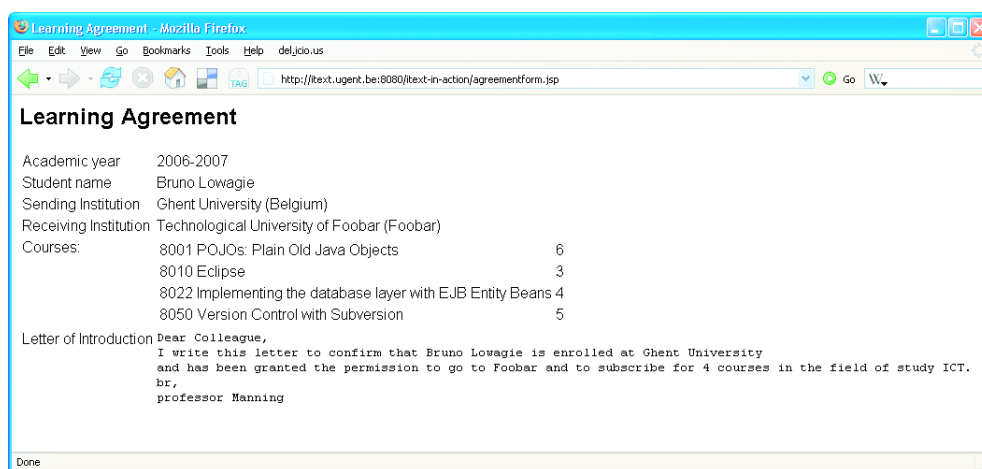 Learning Agreement - Mozilla Firefox
File Edit View Go Bookmarks Tools Help del.icio.us
TAG http://itext.ugent.be:8080/itext-in-action/agreementform.jsp Go W
Learning Agreement
Academic year 2006-2007
Student name Bruno Lowagie
Sending Institution Ghent University (Belgium)
Receiving Institution Technological University of Foobar (Foobar)
Courses: 8001 POJOs: Plain Old Java Objects 6
8010 Eclipse 3
8022 Implementing the database layer with EJB Entity Beans 4
8050 Version Control with Subversion 5
Letter of Introduction Dear Colleague,
I write this letter to confirm that Bruno Lowagie is enrolled at Ghent University
and has been granted the permission to go to Foobar and to subscribe for 4 courses in the field of study ICT.
br,
professor Manning
Done